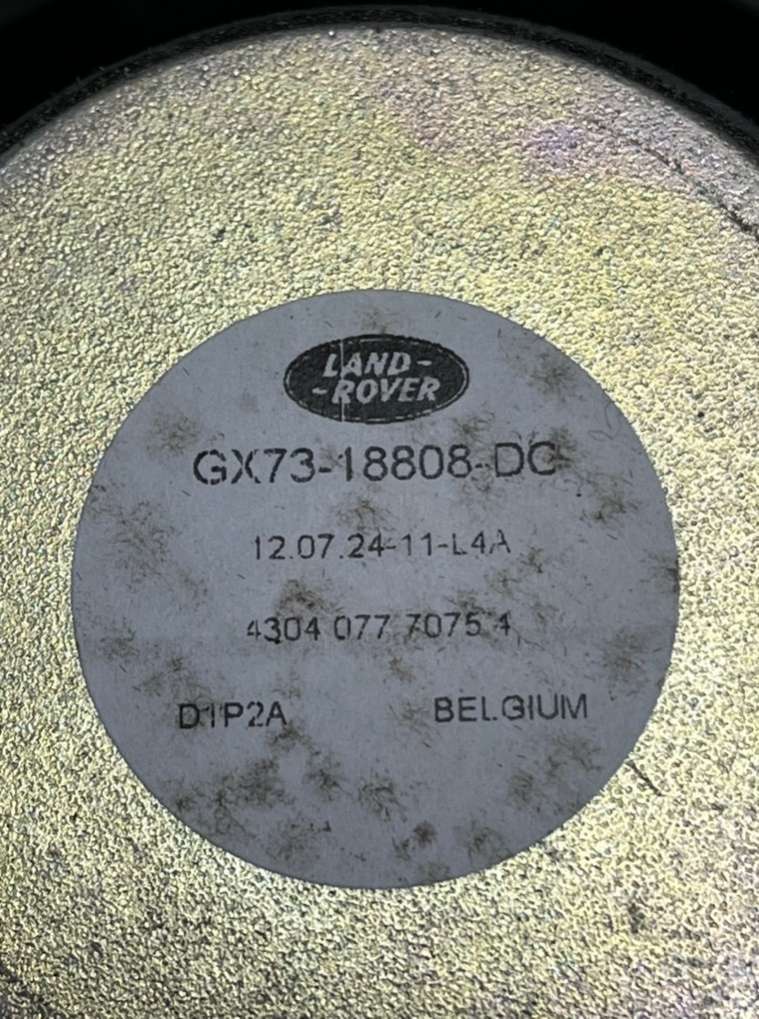 LAND-
-ROVER
GX73-18808-DC
12.07.24-11-L4A
4304 077 7075 4
D1P2A BELGIUM